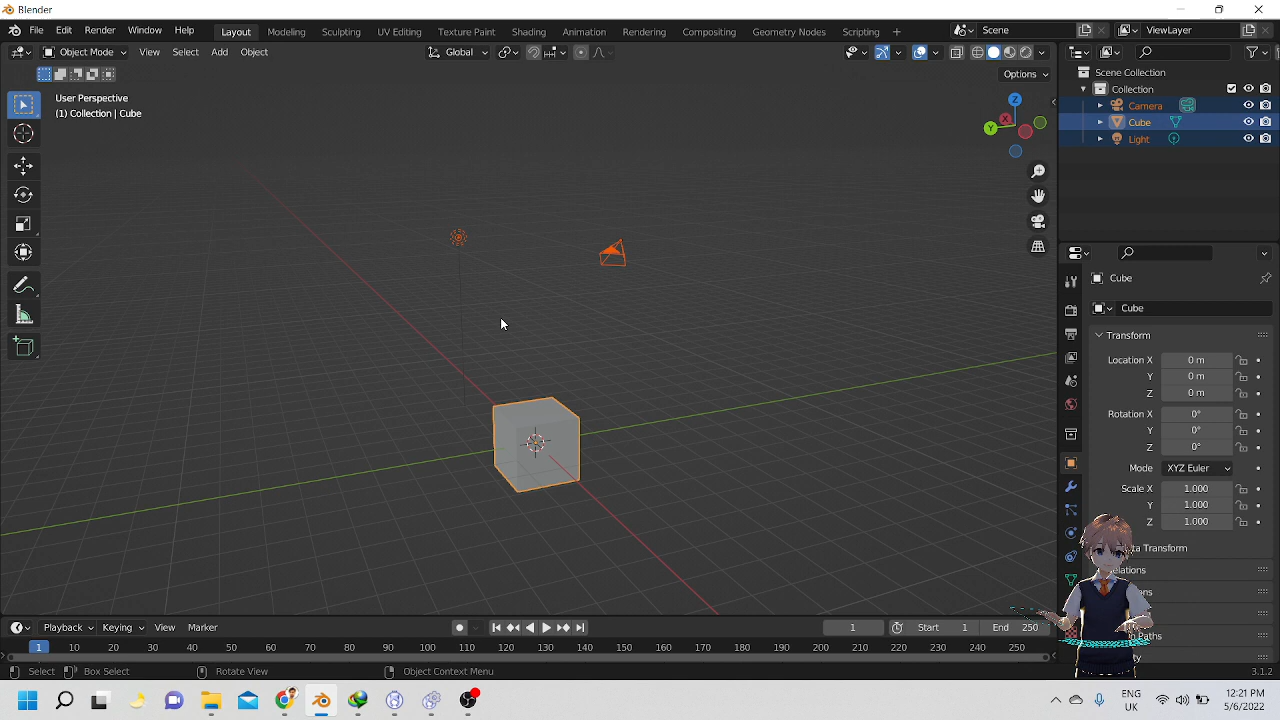 Blender
File Edit Render Window Help Layout Modeling Sculpting UV Editing Texture Paint Shading Animation Rendering Compositing Geometry Nodes Scripting + Scene ViewLayer
Object Mode View Select Add Object Global
Options
User Perspective
(1) Collection | Cube
Z
X
Y
Scene Collection
Collection
Camera
Cube
Light
Cube
Cube
Transform
Location X 0 m
Y 0 m
Z 0 m
Rotation X 0°
Y 0°
Z 0°
Mode XYZ Euler
Scale X 1.000
Y 1.000
Z 1.000
ta Transform
elations
ns
n Paths
Playback Keying View Marker 1 Start 1 End 250
1 10 20 30 40 50 60 70 80 90 100 110 120 130 140 150 160 170 180 190 200 210 220 230 240 250
Select Box Select Rotate View Object Context Menu 3.1.2
ENG
UK
12:21 PM
5/6/2022